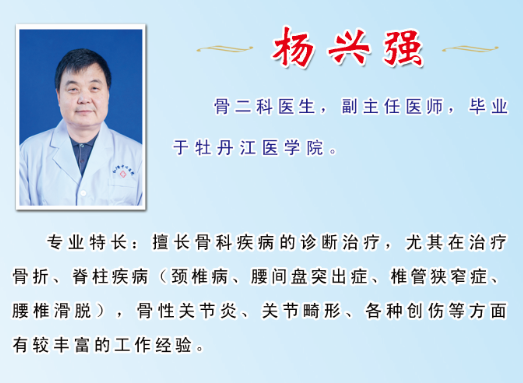 杨兴强
骨二科医生，副主任医师，毕业
于牡丹江医学院。
专业特长：擅长骨科疾病的诊断治疗，尤其在治疗
骨折、脊柱疾病（颈椎病、腰间盘突出症、椎管狭窄症、
腰椎滑脱），骨性关节炎、关节畸形、各种创伤等方面
有较丰富的工作经验。